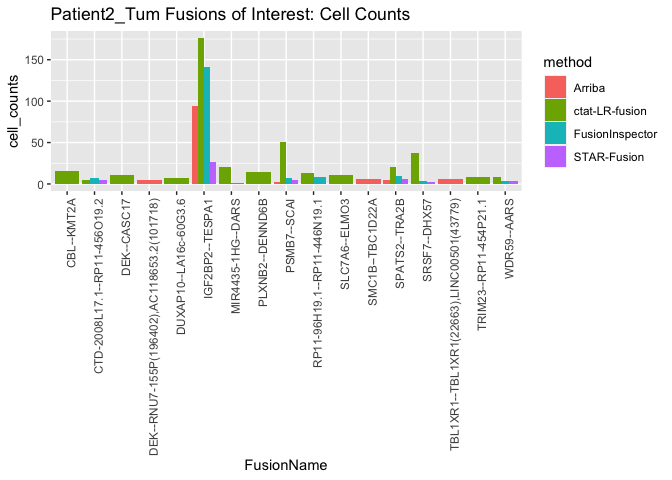 Patient2_Tum Fusions of Interest: Cell Counts
cell_counts
150
100
50
0
CBL--KMT2A
CTD-2008L17.1--RP11-456O19.2
DEK--CASC17
DEK--RNU7-155P(196402),AC118653.2(101718)
DUXAP10--LA16c-60G3.6
IGF2BP2--TESPA1
MIR4435-1HG--DARS
PLXNB2--DENND6B
PSMB7--SCAI
RP11-96H19.1--RP11-446N19.1
SLC7A6--ELMO3
SMC1B--TBC1D22A
SPATS2--TRA2B
SRSF7--DHX57
TBL1XR1--TBL1XR1(22663),LINC00501(43779)
TRIM23--RP11-454P21.1
WDR59--AARS
FusionName
method
Arriba
ctat-LR-fusion
FusionInspector
STAR-Fusion